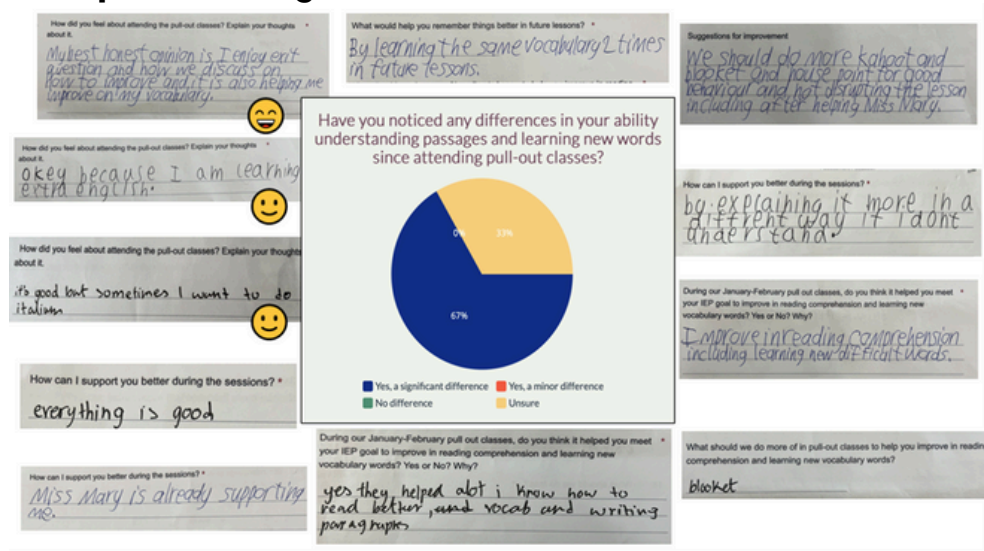 How did you feel about attending the pull-out classes? Explain your thoughts *
about it.
My best honest opinion is I enjoy
question and how we discuss on
how to improve and it is also helping me
improve on my vocabulary.
What would help you remember things better in future lessons? *
By learning the same vocabulary 2 times
in future lessons.
Suggestions for improvement
We should do more kahoot and
blooket and house point for good
behaviour and not disrupting the lesson
including after helping Miss Mary.
How did you feel about attending the pull-out classes? Explain your thoughts
about it.
okey because I am learning
extra english.
Have you noticed any differences in your ability
understanding passages and learning new words
since attending pull-out classes?
0%
33%
67%
Yes, a significant difference
Yes, a minor difference
No difference
Unsure
How can I support you better during the sessions? *
by explaining it more in a
diffrent way if I dont
understand.
How did you feel about attending the pull-out classes? Explain your thoughts
about it.
it's good but sometimes I want to do
italian
During our January-February pull out classes, do you think it helped you meet *
your IEP goal to improve in reading comprehension and learning new
vocabulary words? Yes or No? Why?
I mprove in reading comprehension
including learning new difficult words.
How can I support you better during the sessions? *
everything is good
How can I support you better during the sessions? *
Miss Mary is already supporting
me.
During our January-February pull out classes, do you think it helped you meet *
your IEP goal to improve in reading comprehension and learning new
vocabulary words? Yes or No? Why?
yes they helped alot i know how to
read better, and vocab and writing
paragraphs
What should we do more of in pull-out classes to help you improve in readin
comprehension and learning new vocabulary words?
blooket